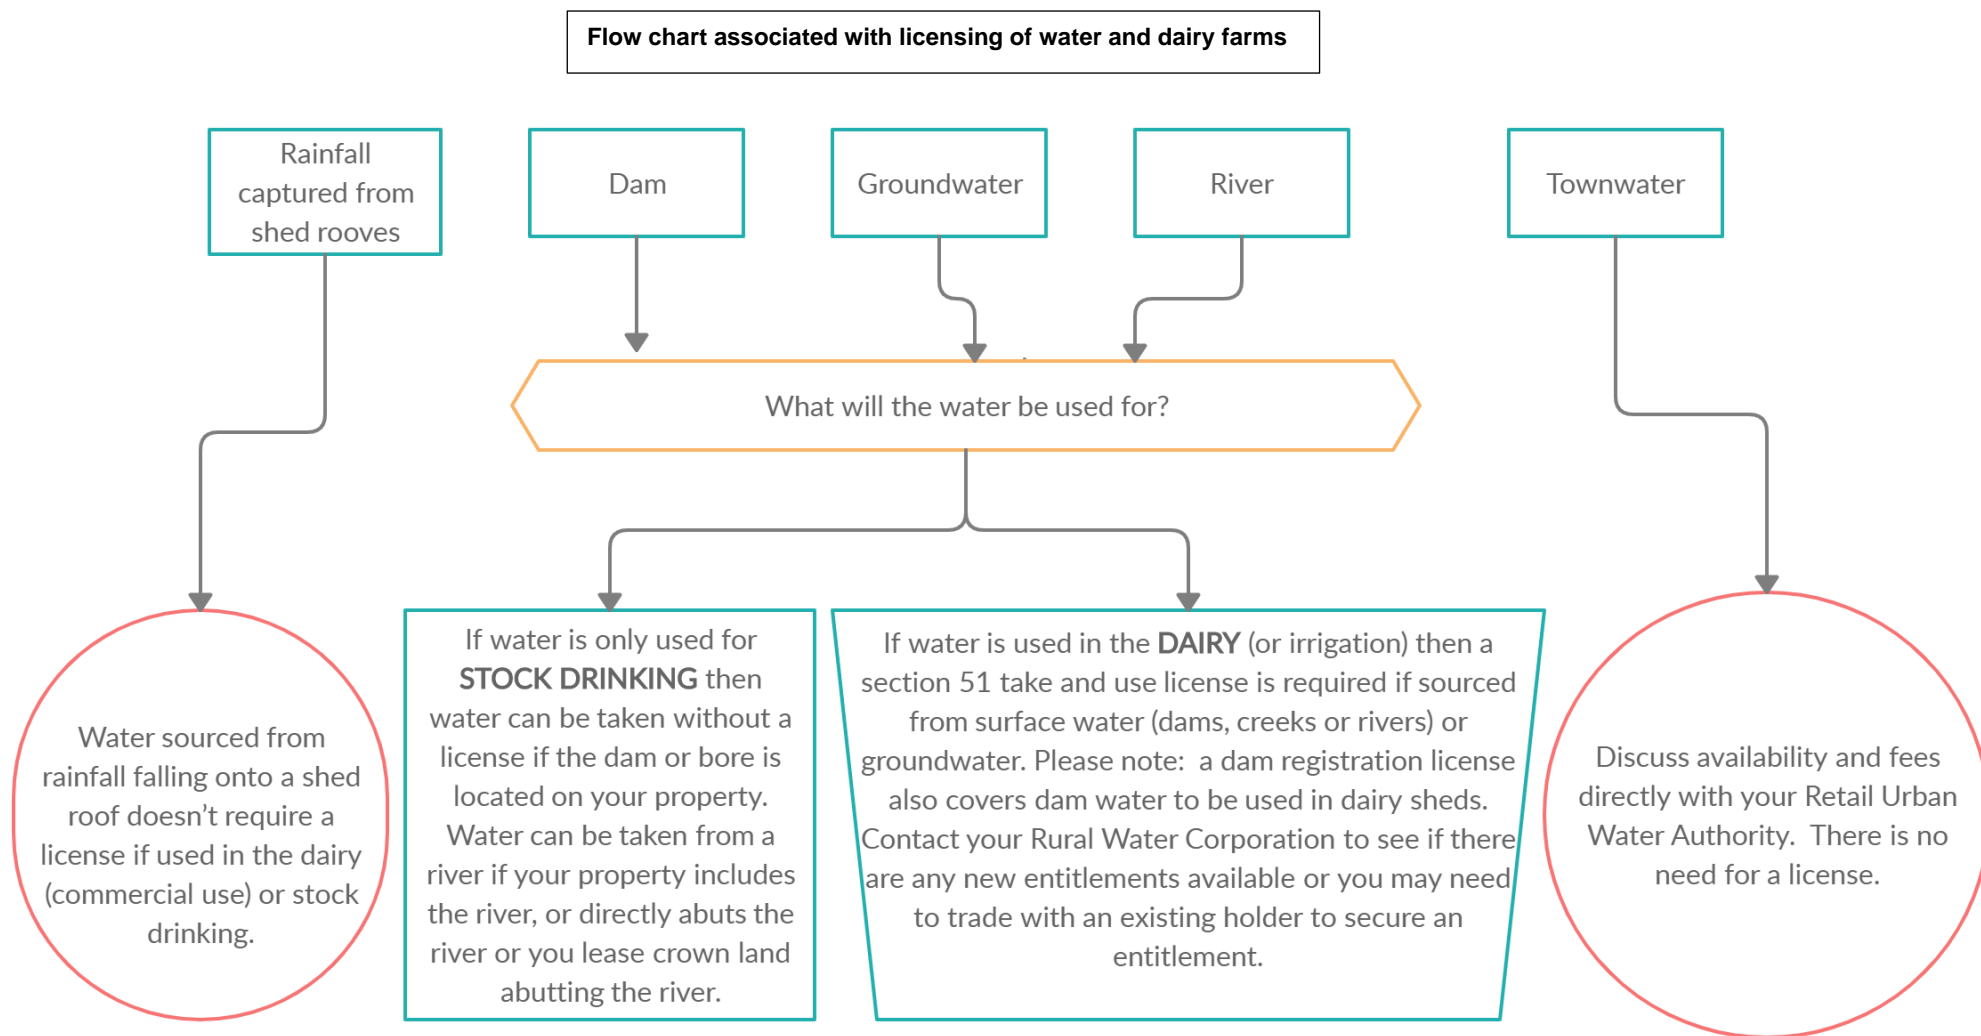 Flow chart associated with licensing of water and dairy farms
Rainfall
captured from
shed rooves
Dam
Groundwater
River
Townwater
What will the water be used for?
Water sourced from
rainfall falling onto a shed
roof doesn’t require a
license if used in the dairy
(commercial use) or stock
drinking.
If water is only used for
STOCK DRINKING then
water can be taken without a
license if the dam or bore is
located on your property.
Water can be taken from a
river if your property includes
the river, or directly abuts the
river or you lease crown land
abutting the river.
If water is used in the DAIRY (or irrigation) then a
section 51 take and use license is required if sourced
from surface water (dams, creeks or rivers) or
groundwater. Please note:  a dam registration license
also covers dam water to be used in dairy sheds.
Contact your Rural Water Corporation to see if there
are any new entitlements available or you may need
to trade with an existing holder to secure an
entitlement.
Discuss availability and fees
directly with your Retail Urban
Water Authority.  There is no
need for a license.